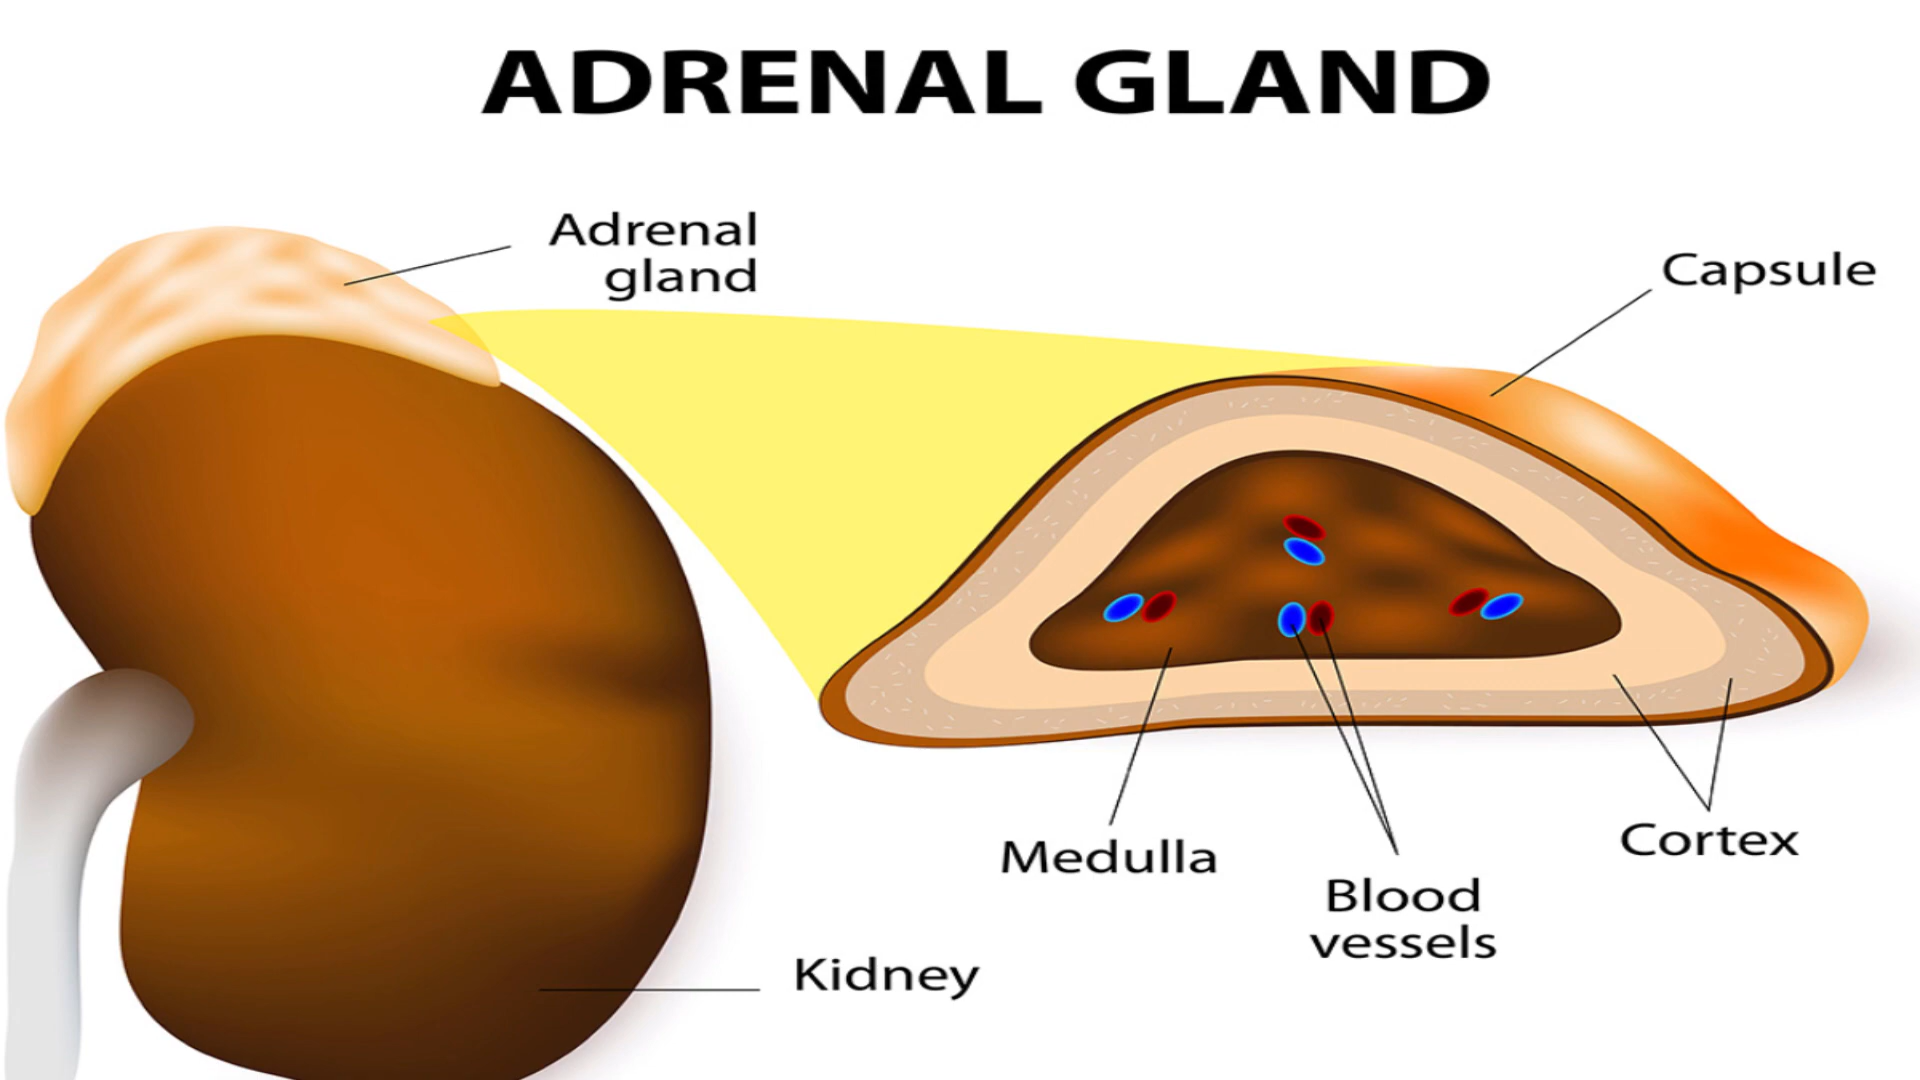 ADRENAL GLAND
Adrenal
gland
Capsule
Medulla
Blood
vessels
Cortex
Kidney